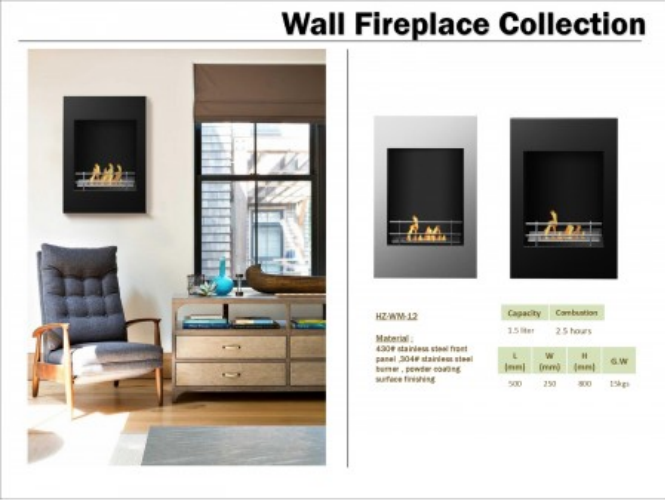 Wall Fireplace Collection
HZ-WM-12
Material :
430# stainless steel front
panel ,304# stainless steel
burner , powder coating
surface finishing
Capacity Combustion
1.5 liter 2.5 hours
L (mm) W (mm) H (mm) G.W
500 250 800 15kgs